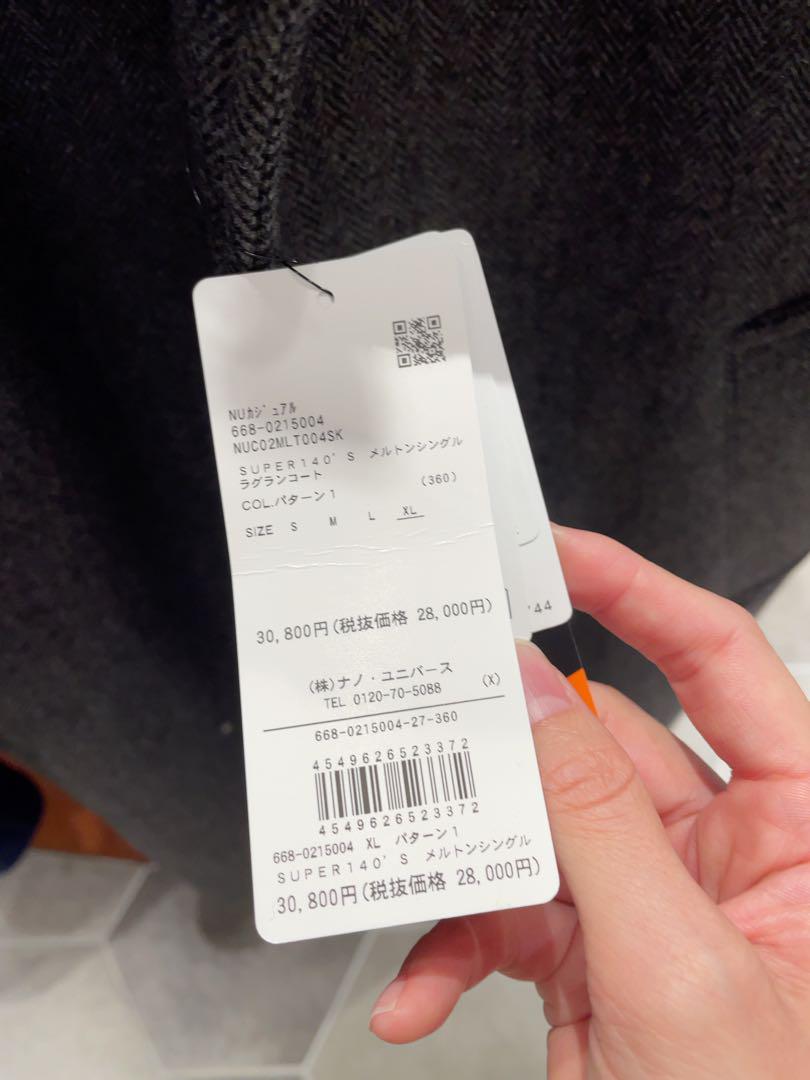 NUｶｼﾞｭｱﾙ
668-0215004
NUC02MLT004SK
ＳＵＰＥＲ１４０’Ｓ　メルトンシングル
ラグランコート
COL.パターン１ (360)
SIZE S M L XL
30,800円(税抜価格 28,000円)
(株)ナノ・ユニバース
TEL 0120-70-5088 (X)
668-0215004-27-360
4549626523372
4549626523372
668-0215004 XL パターン１
ＳＵＰＥＲ１４０’Ｓ　メルトンシングル
30,800円(税抜価格 28,000円)